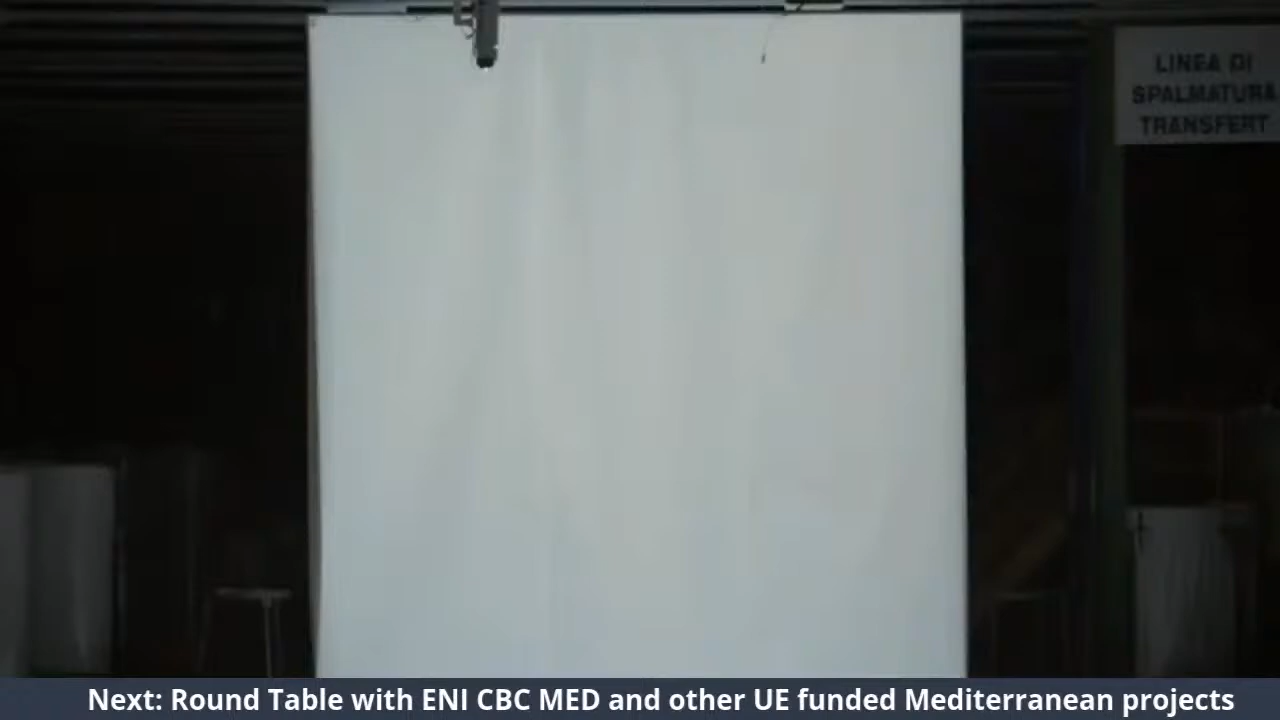 LINEA DI
SPALMATURA
TRANSFERT
Next: Round Table with ENI CBC MED and other UE funded Mediterranean projects